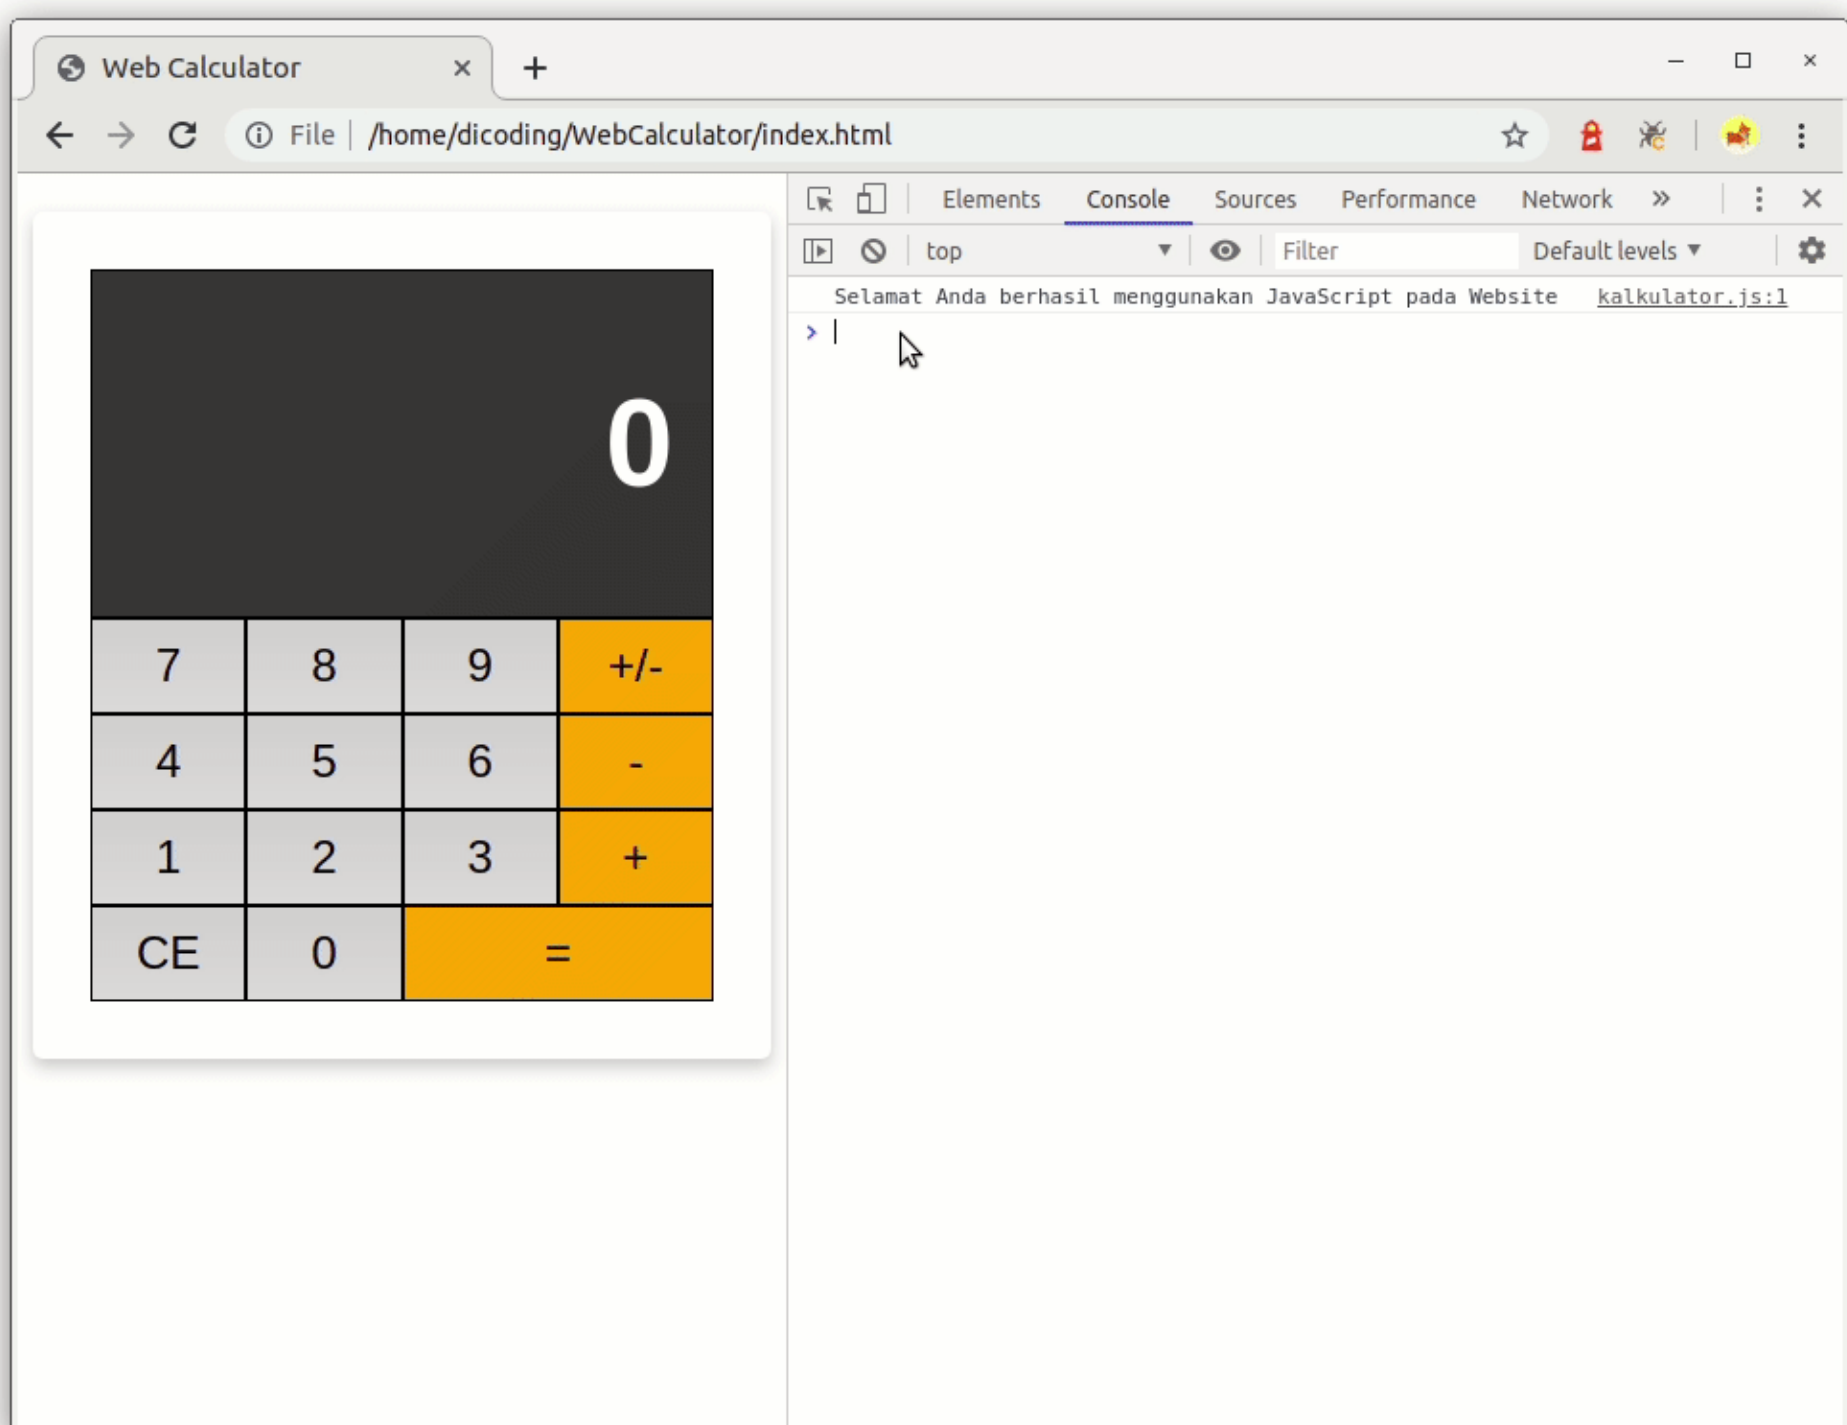 Web Calculator
File /home/dicoding/WebCalculator/index.html
Elements Console Sources Performance Network
top Filter Default levels
Selamat Anda berhasil menggunakan JavaScript pada Website kalkulator.js:1
0
7 8 9 +/-
4 5 6 -
1 2 3 +
CE 0 =